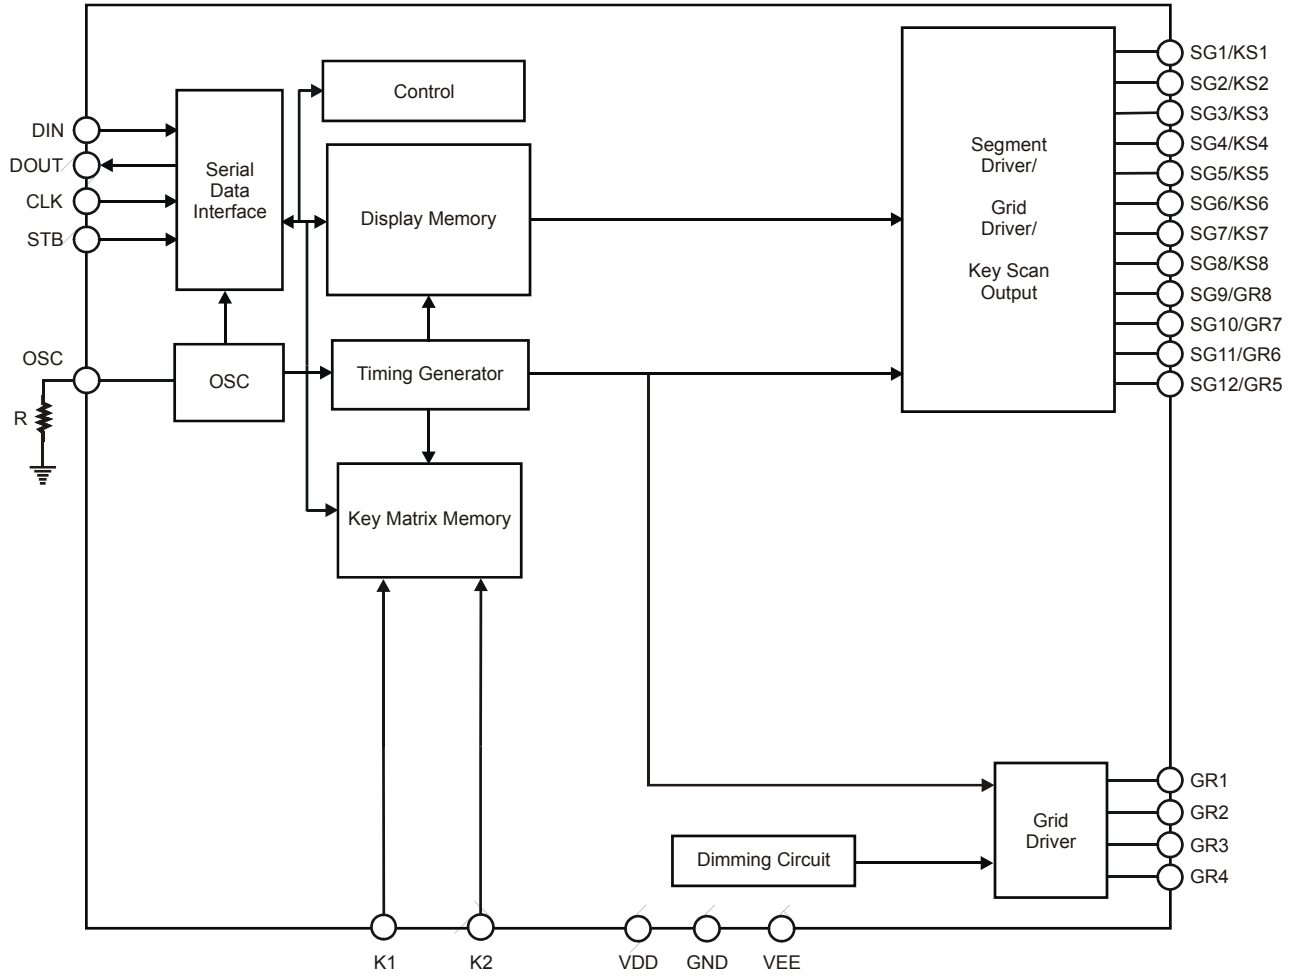 SG1/KS1
SG2/KS2
SG3/KS3
SG4/KS4
SG5/KS5
SG6/KS6
SG7/KS7
SG8/KS8
SG9/GR8
SG10/GR7
SG11/GR6
SG12/GR5
Control
DIN
DOUT
CLK
STB
Serial
Data
Interface
Display Memory
Segment
Driver/
Grid
Driver/
Key Scan
Output
OSC
R
OSC
Timing Generator
Key Matrix Memory
Grid
Driver
Dimming Circuit
GR1
GR2
GR3
GR4
K1
K2
VDD
GND
VEE